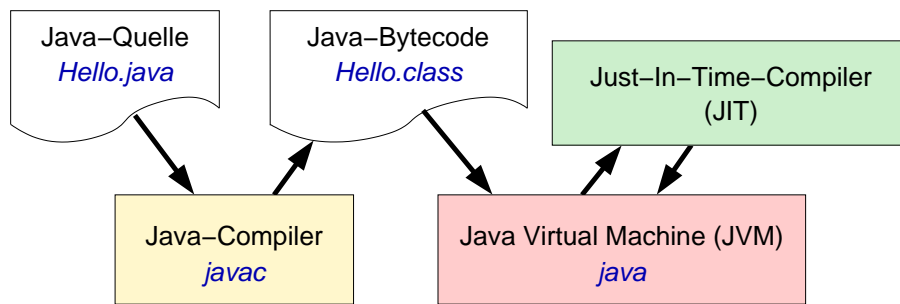 Java−Quelle
Hello.java
Java−Bytecode
Hello.class
Just−In−Time−Compiler
(JIT)
Java−Compiler
javac
Java Virtual Machine (JVM)
java